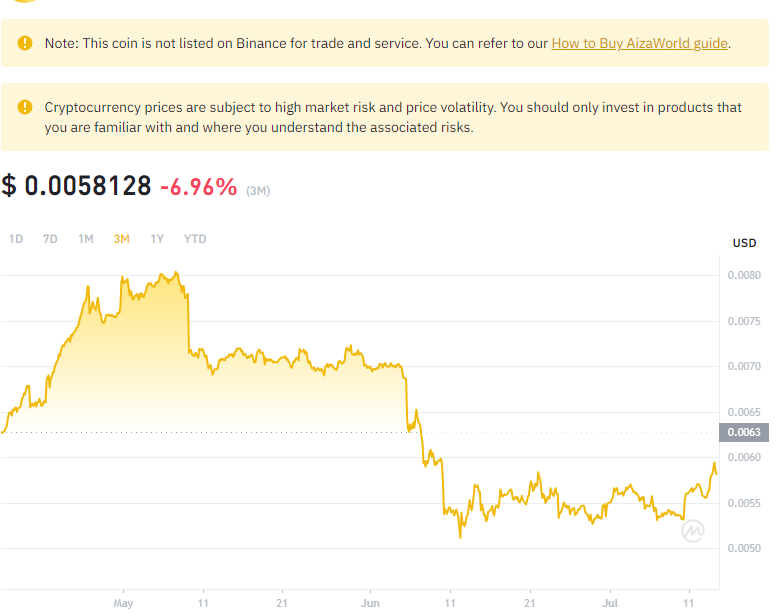 Note: This coin is not listed on Binance for trade and service. You can refer to our How to Buy AizaWorld guide.
Cryptocurrency prices are subject to high market risk and price volatility. You should only invest in products that
you are familiar with and where you understand the associated risks.
$ 0.0058128 -6.96% (3M)
1D 7D 1M 3M 1Y YTD
USD
0.0080
0.0075
0.0070
0.0065
0.0063
0.0060
0.0055
0.0050
May 11 21 Jun 11 21 Jul 11